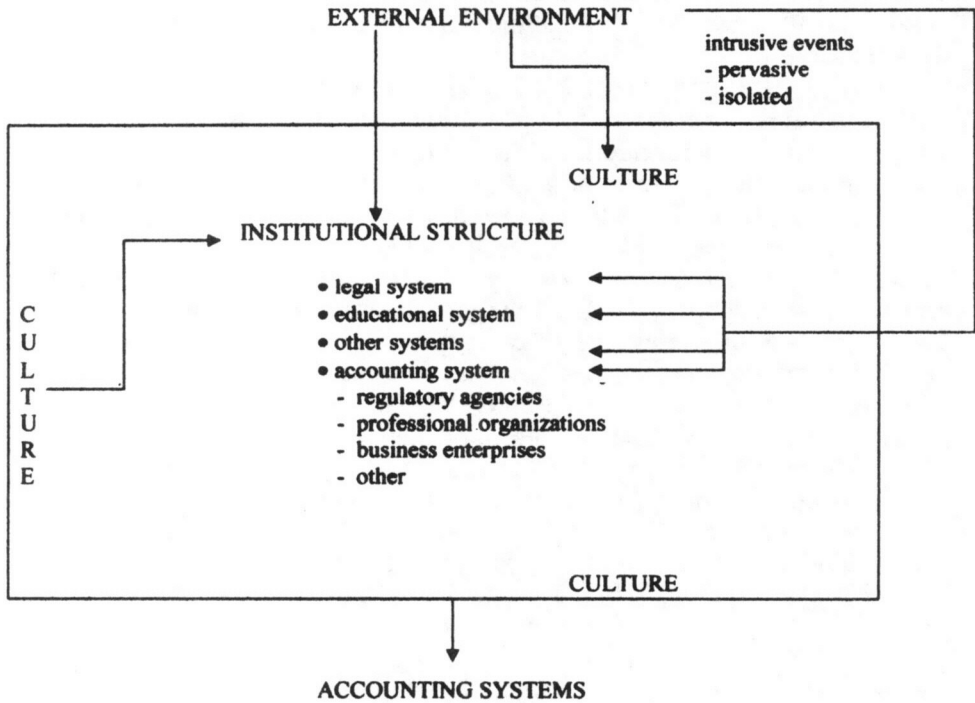 EXTERNAL ENVIRONMENT
intrusive events
- pervasive
- isolated
CULTURE
INSTITUTIONAL STRUCTURE
• legal system
• educational system
• other systems
• accounting system
- regulatory agencies
- professional organizations
- business enterprises
- other
CULTURE
CULTURE
ACCOUNTING SYSTEMS